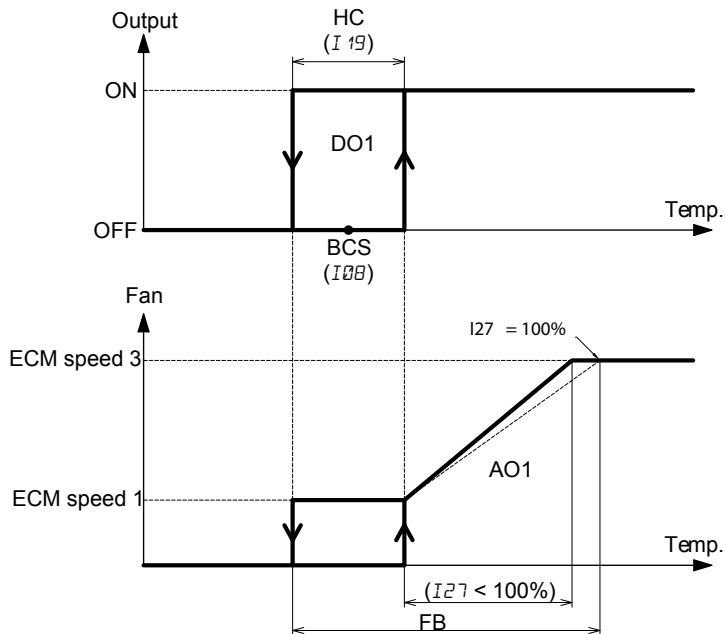 Output
HC
(I19)
ON
DO1
Temp.
OFF
BCS
(I08)
Fan
I27 = 100%
ECM speed 3
AO1
ECM speed 1
Temp.
(I27 < 100%)
FB